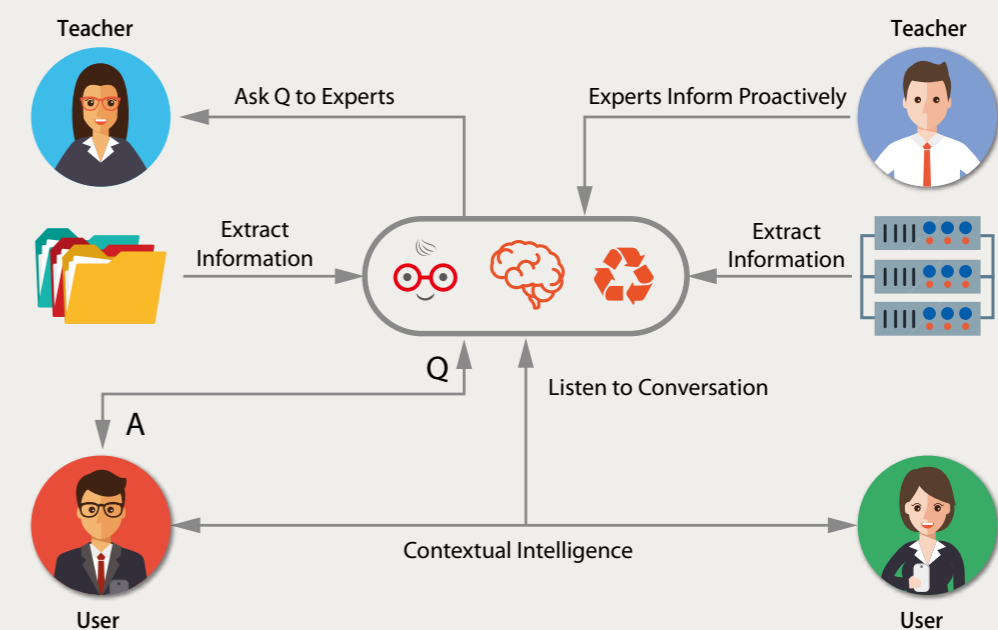 Teacher
Teacher
Ask Q to Experts
Experts Inform Proactively
Extract
Information
Extract
Information
Q
Listen to Conversation
A
Contextual Intelligence
User
User